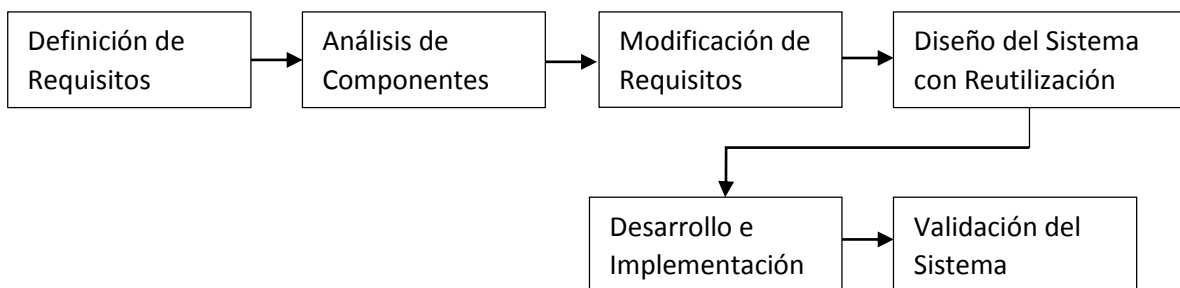 Definición de
Requisitos
Análisis de
Componentes
Modificación de
Requisitos
Diseño del Sistema
con Reutilización
Desarrollo e
Implementación
Validación del
Sistema